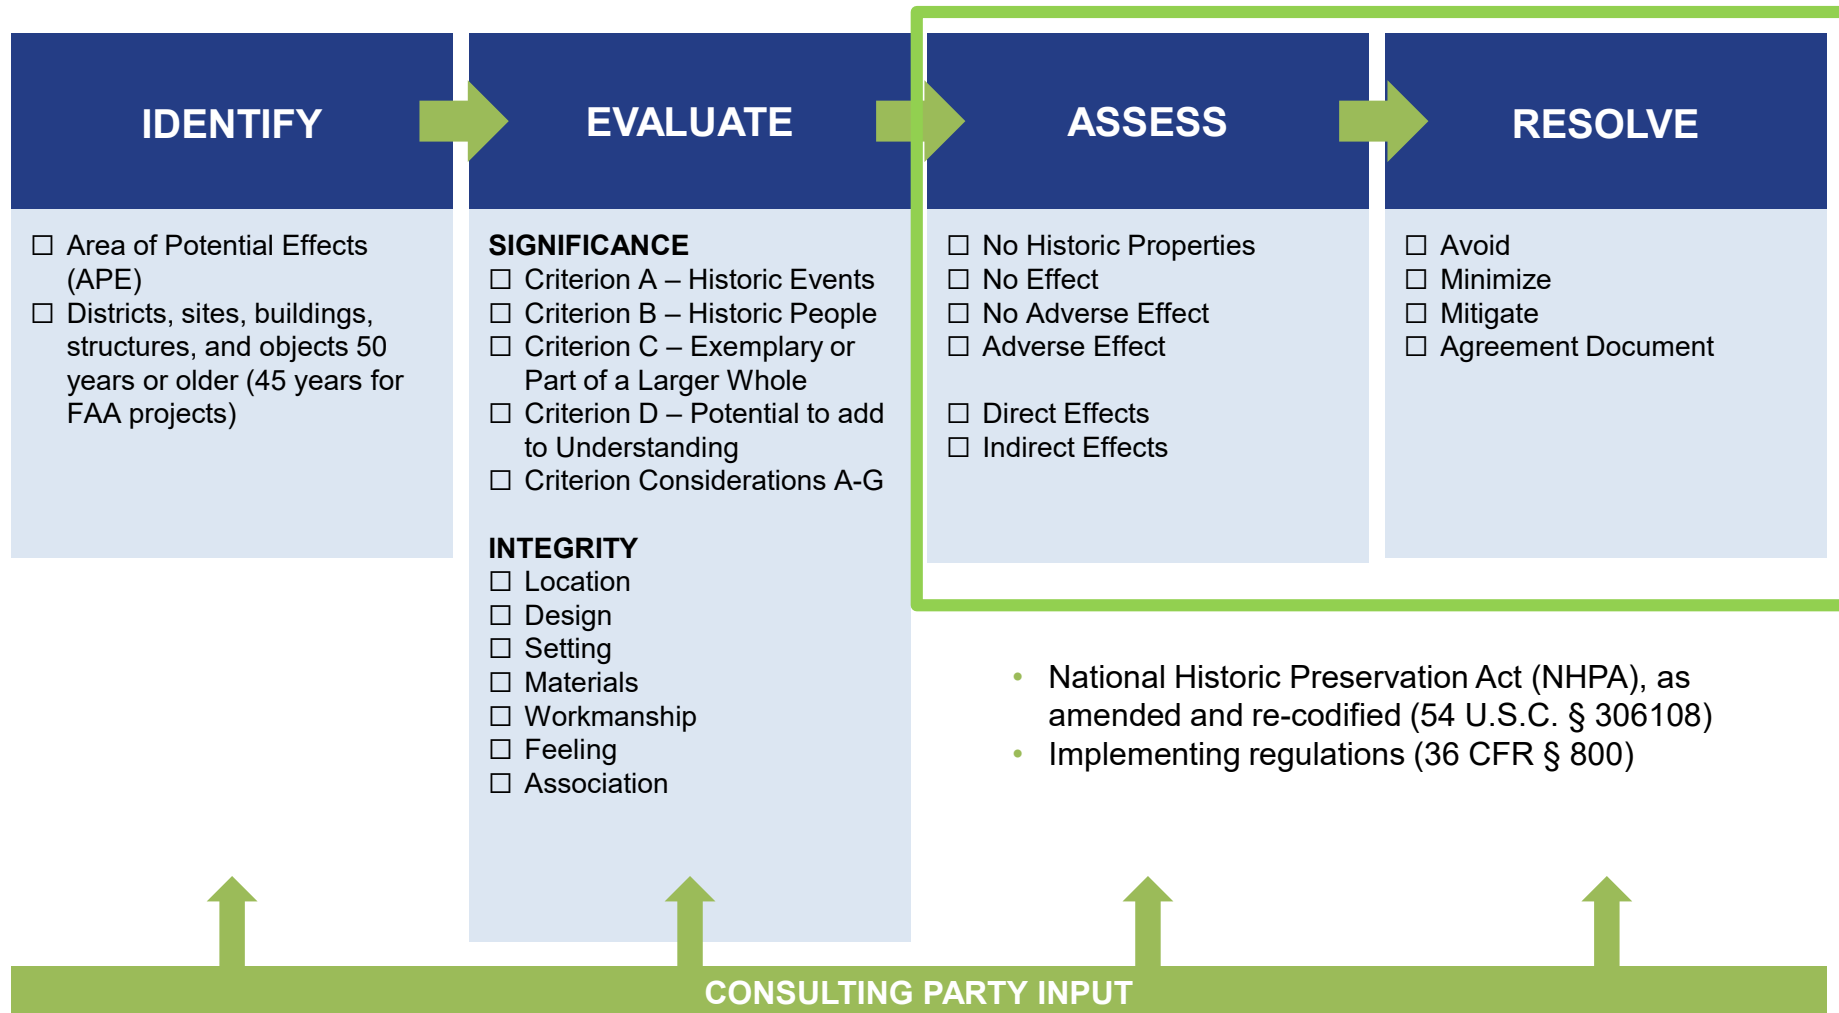 IDENTIFY
☐ Area of Potential Effects
(APE)
☐ Districts, sites, buildings,
structures, and objects 50
years or older (45 years for
FAA projects)
EVALUATE
SIGNIFICANCE
☐ Criterion A – Historic Events
☐ Criterion B – Historic People
☐ Criterion C – Exemplary or
Part of a Larger Whole
☐ Criterion D – Potential to add
to Understanding
☐ Criterion Considerations A-G
INTEGRITY
☐ Location
☐ Design
☐ Setting
☐ Materials
☐ Workmanship
☐ Feeling
☐ Association
ASSESS
☐ No Historic Properties
☐ No Effect
☐ No Adverse Effect
☐ Adverse Effect
☐ Direct Effects
☐ Indirect Effects
RESOLVE
☐ Avoid
☐ Minimize
☐ Mitigate
☐ Agreement Document
• National Historic Preservation Act (NHPA), as
amended and re-codified (54 U.S.C. § 306108)
• Implementing regulations (36 CFR § 800)
CONSULTING PARTY INPUT